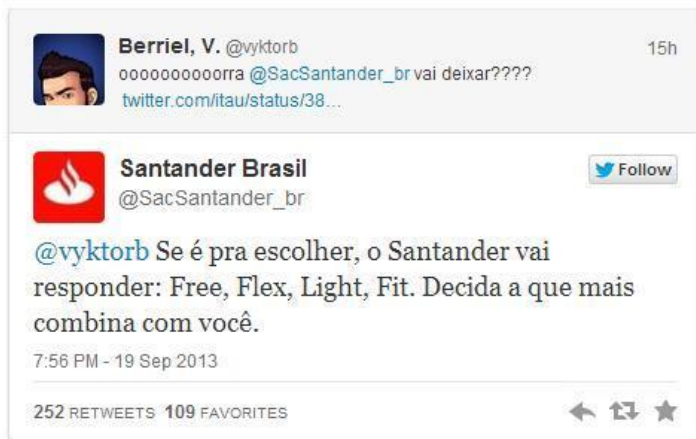 Berriel, V. @vyktorb 15h
oooooooooorra @SacSantander_br vai deixar????
twitter.com/itau/status/38...
Santander Brasil
Follow
@SacSantander_br
@vyktorb Se é pra escolher, o Santander vai
responder: Free, Flex, Light, Fit. Decida a que mais
combina com você.
7:56 PM - 19 Sep 2013
252 RETWEETS 109 FAVORITES